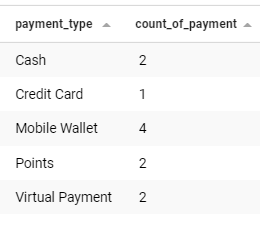 payment_type count_of_payment
Cash 2
Credit Card 1
Mobile Wallet 4
Points 2
Virtual Payment 2